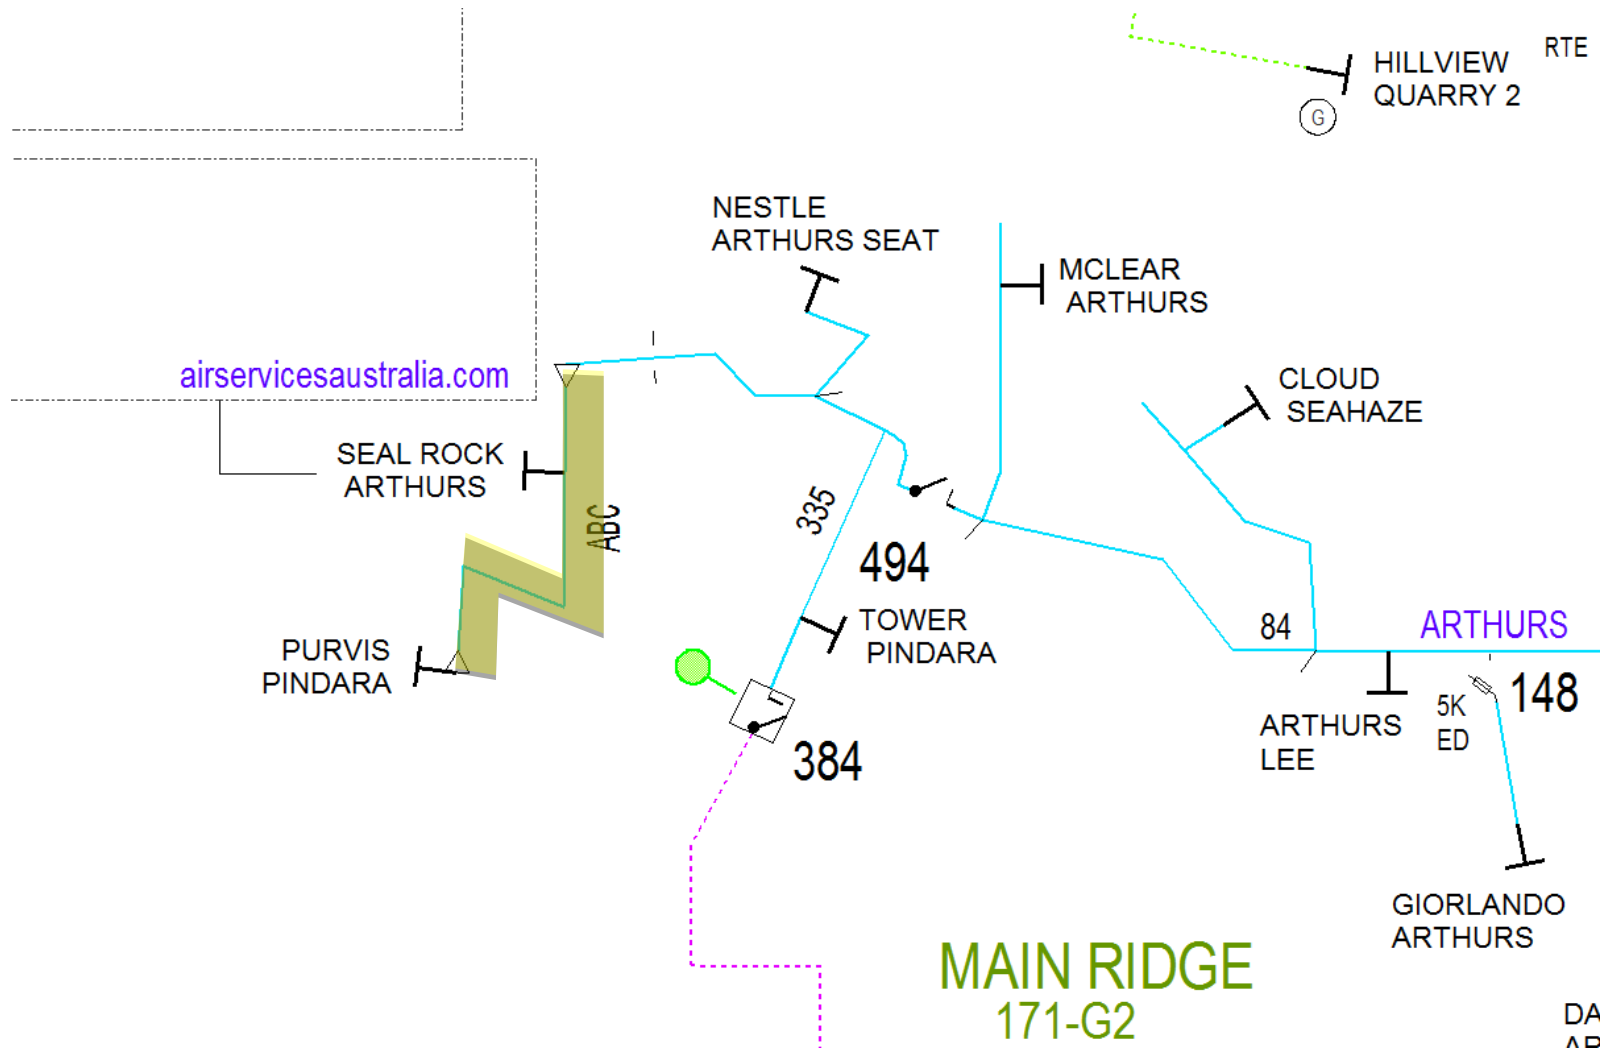 RTE
HILLVIEW
QUARRY 2
G
NESTLE
ARTHURS SEAT
MCLEAR
ARTHURS
airservicesaustralia.com
CLOUD
SEAHAZE
SEAL ROCK
ARTHURS
ABC
335
494
TOWER
PINDARA
84
ARTHURS
PURVIS
PINDARA
148
5K
ED
ARTHURS
LEE
384
GIORLANDO
ARTHURS
MAIN RIDGE
171-G2
DA